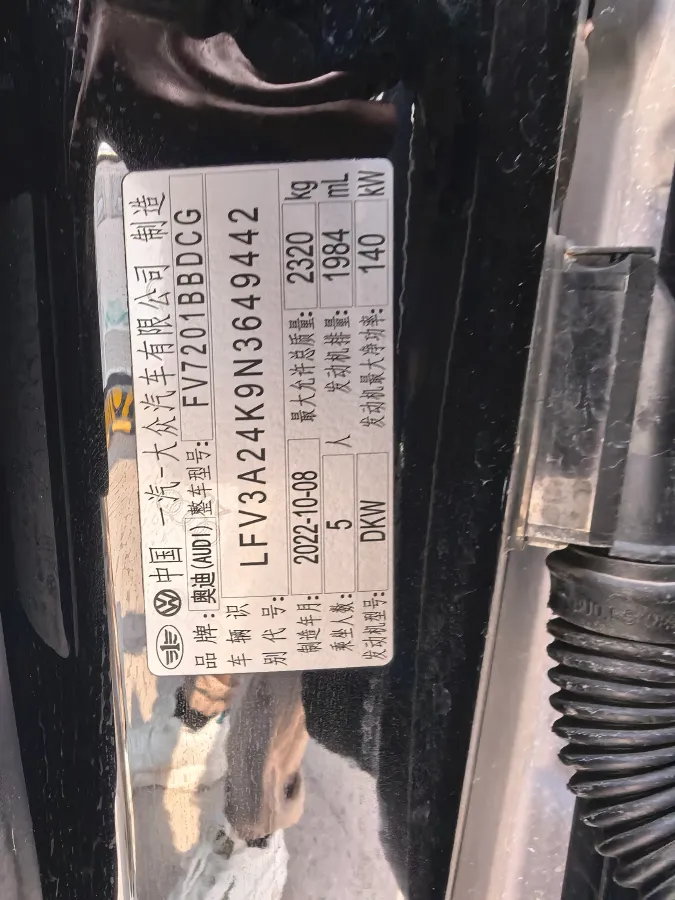 中国 一汽-大众汽车有限公司 制造
品牌: 奥迪(AUDI) 整车型号: FV7201BBDCG
车辆识别代号: LFV3A24K9N3649442
制造年月: 2022-10-08 最大允许总质量: 2320 kg
乘坐人数: 5 人 发动机排量: 1984 mL
发动机型号: DKW 发动机最大净功率: 140 kW